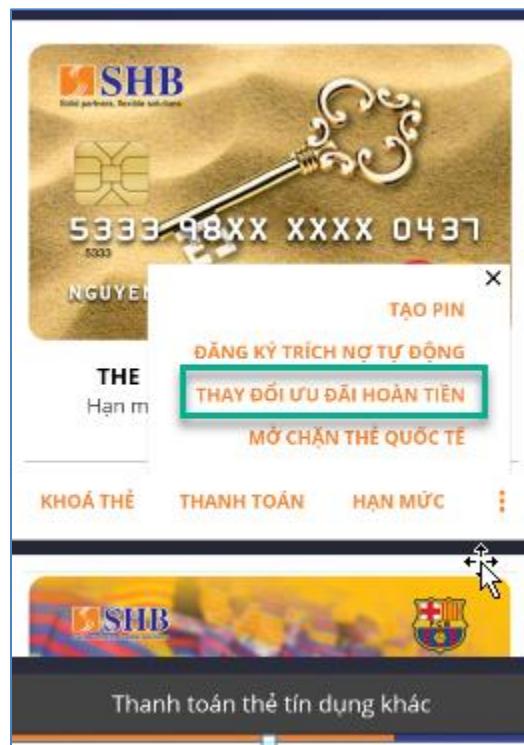 SHB
Solid partners, flexible solutions
5333 98XX XXXX 0437
5333
NGUYE
TẠO PIN
ĐĂNG KÝ TRÍCH NỢ TỰ ĐỘNG
THE
THAY ĐỔI ƯU ĐÃI HOÀN TIỀN
Hạn m
MỞ CHẶN THẺ QUỐC TẾ
KHOÁ THẺ THANH TOÁN HẠN MỨC
SHB
Thanh toán thẻ tín dụng khác